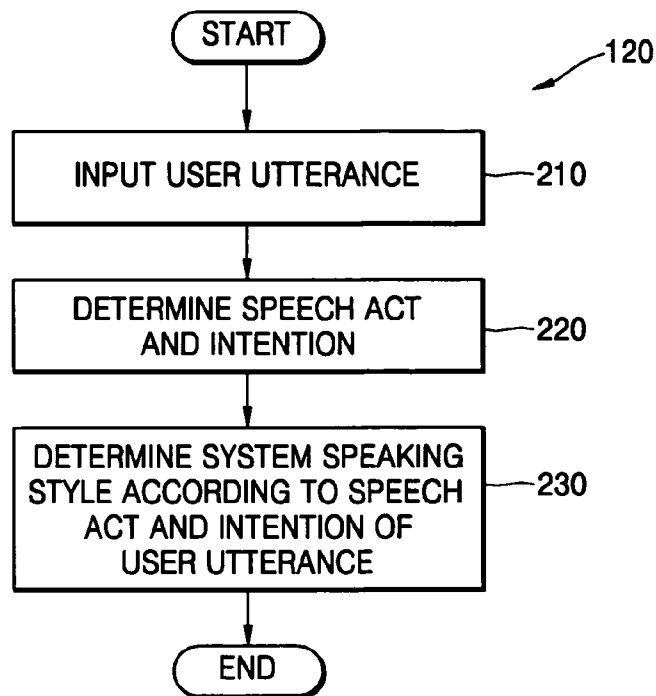 START
120
INPUT USER UTTERANCE
210
DETERMINE SPEECH ACT
AND INTENTION
220
DETERMINE SYSTEM SPEAKING
STYLE ACCORDING TO SPEECH
ACT AND INTENTION OF
USER UTTERANCE
230
END